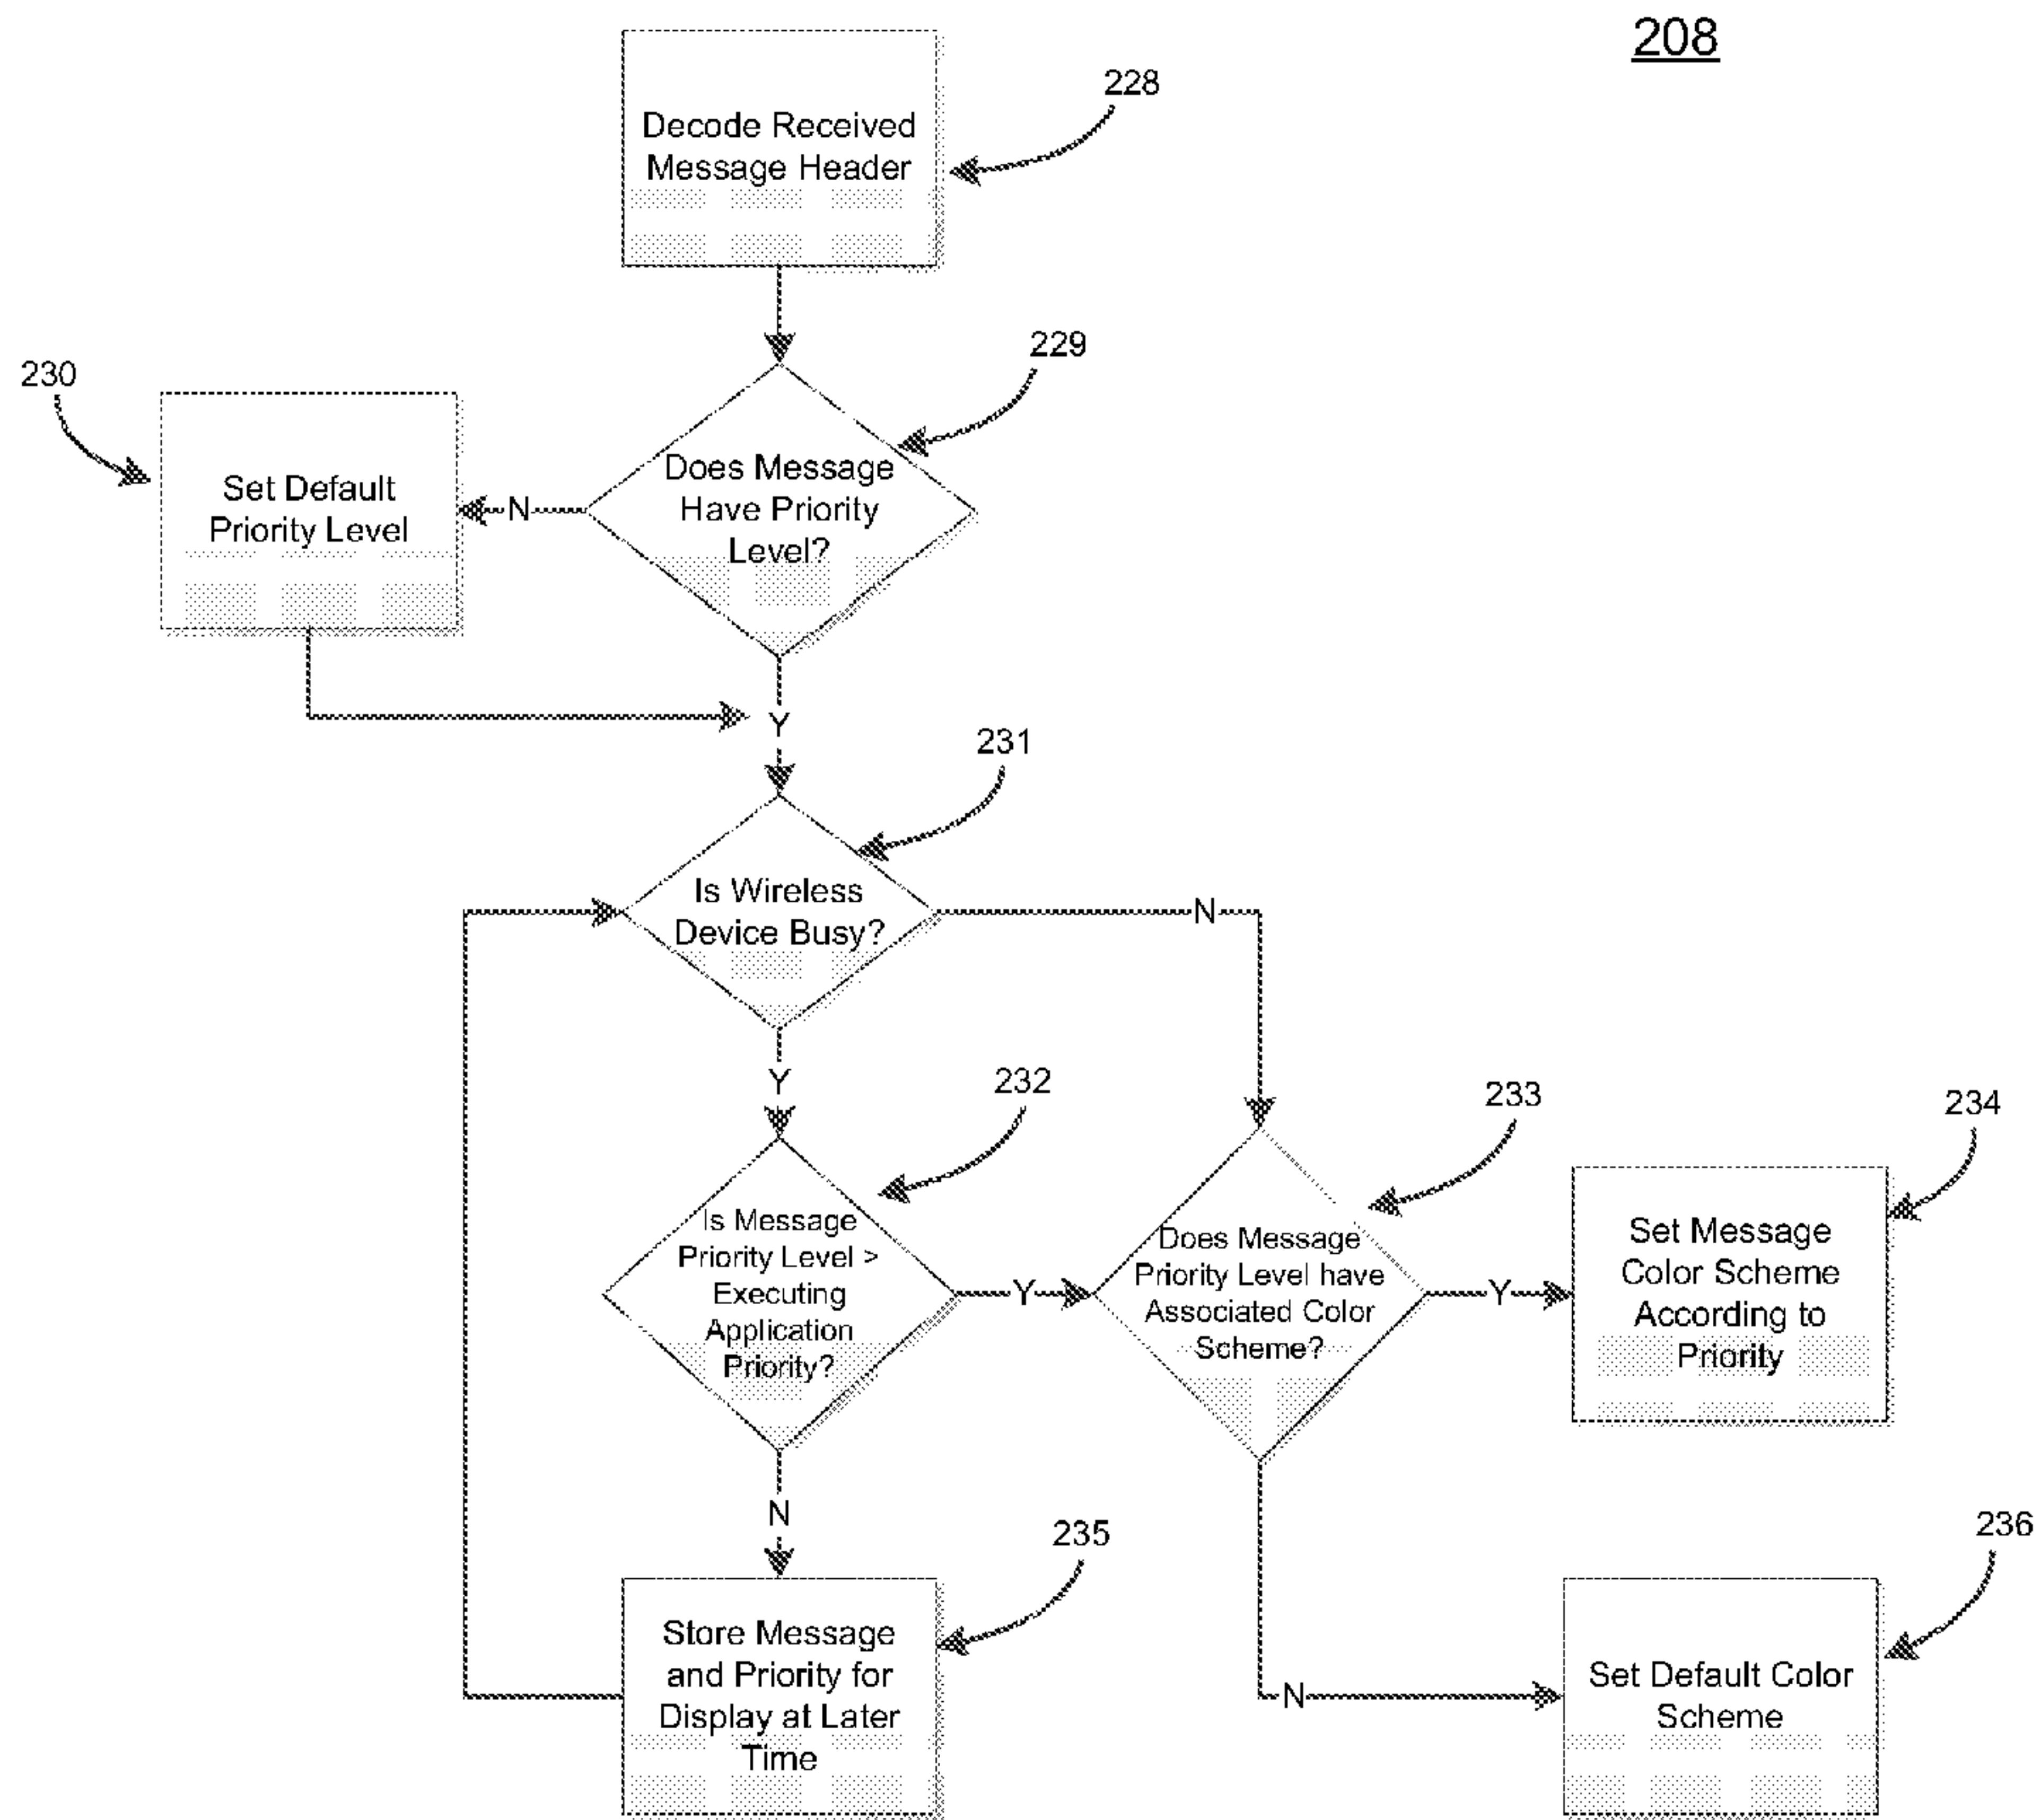 208
Decode Received
Message Header
228
229
230
Set Default
Priority Level
N
Does Message
Have Priority
Level?
Y
231
Is Wireless
Device Busy?
N
Y
232
Is Message
Priority Level >
Executing
Application
Priority?
Y
233
Does Message
Priority Level have
Associated Color
Scheme?
Y
234
Set Message
Color Scheme
According to
Priority
N
235
Store Message
and Priority for
Display at Later
Time
N
236
Set Default Color
Scheme